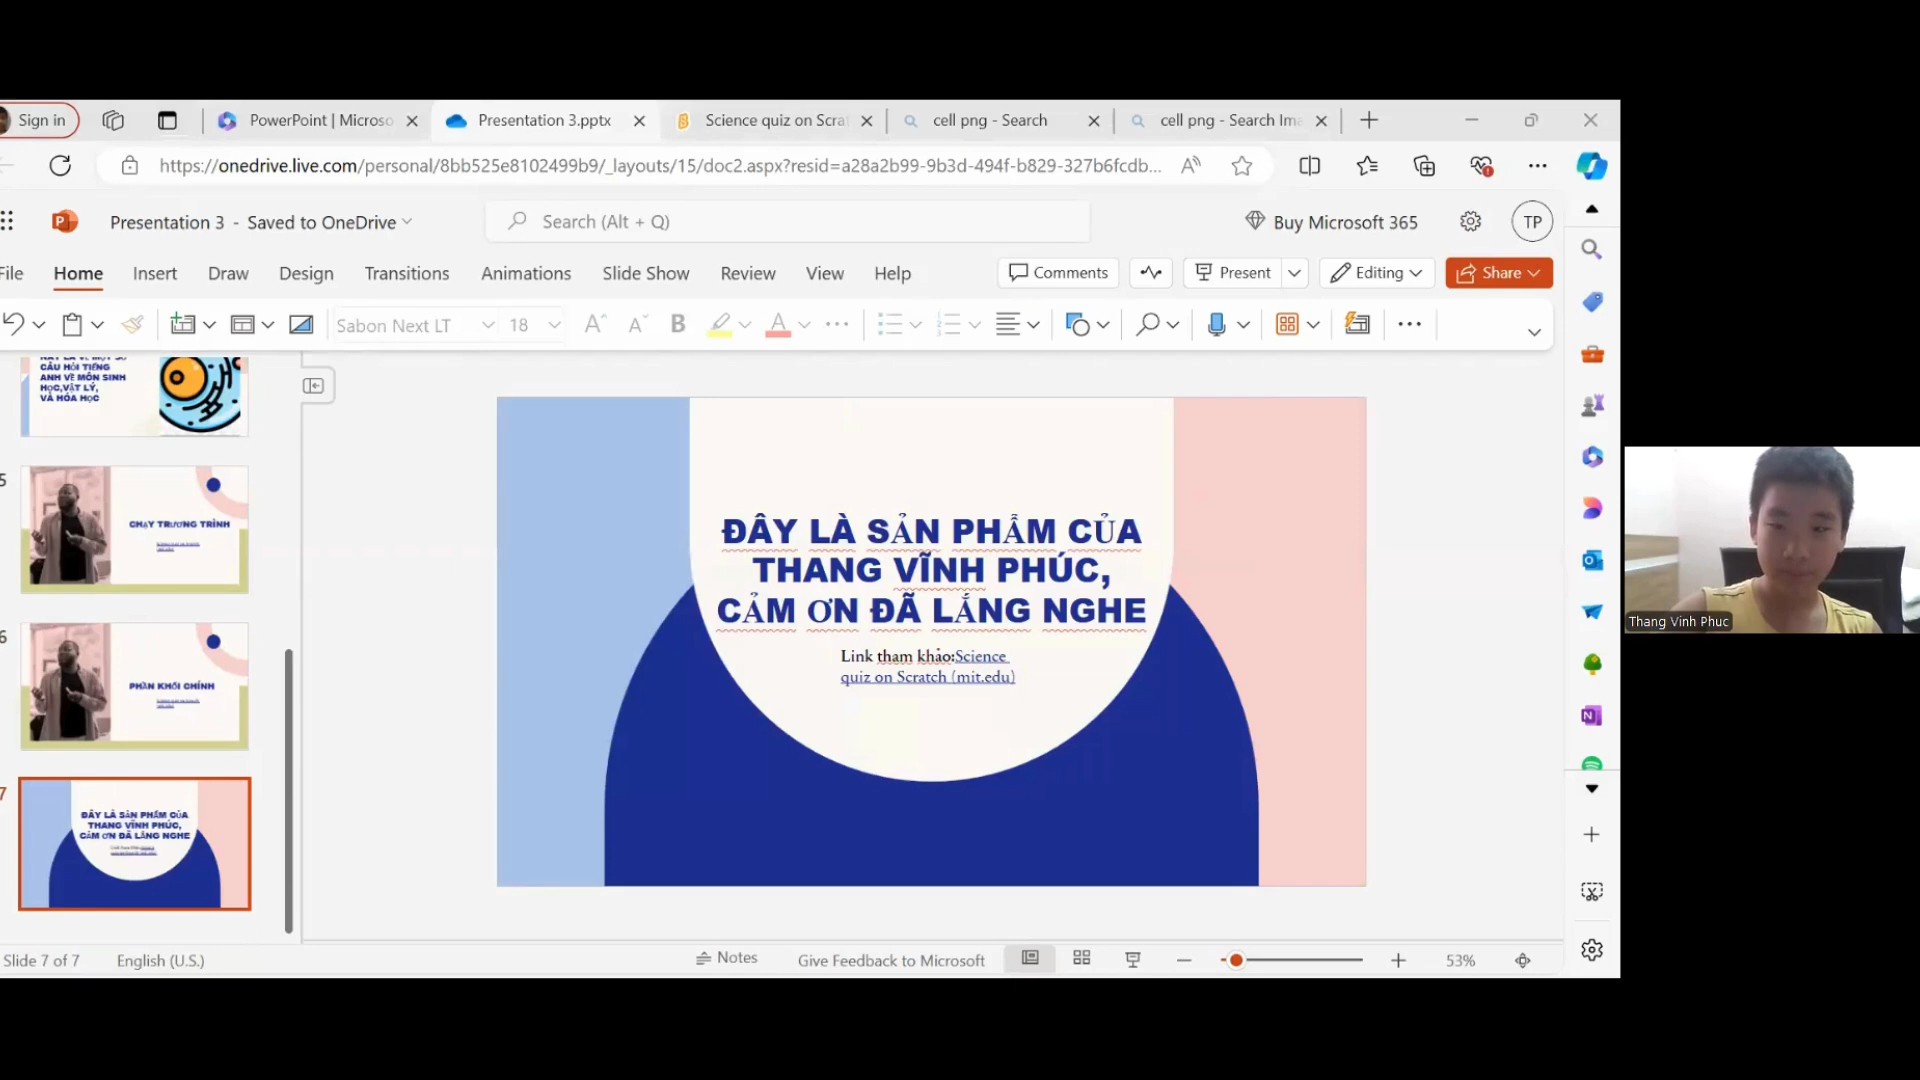 Sign in
PowerPoint | Microso
Presentation 3.pptx
Science quiz on Scra
cell png - Search
cell png - Search Ima
https://onedrive.live.com/personal/8bb525e8102499b9/_layouts/15/doc2.aspx?resid=a28a2b99-9b3d-494f-b829-327b6fcdb...
Presentation 3 - Saved to OneDrive
Search (Alt + Q)
Buy Microsoft 365
TP
File Home Insert Draw Design Transitions Animations Slide Show Review View Help
Comments
Present
Editing
Share
Sabon Next LT
18
CÂU HỎI TIẾNG
ANH VỀ MÔN SINH
HỌC,VẬT LÝ,
VÀ HÓA HỌC
5
CHẠY TRƯƠNG TRÌNH
6
PHẦN KHỐI CHÍNH
7
ĐÂY LÀ SẢN PHẨM CỦA
THANG VĨNH PHÚC,
CẢM ƠN ĐÃ LẮNG NGHE
ĐÂY LÀ SẢN PHẨM CỦA
THANG VĨNH PHÚC,
CẢM ƠN ĐÃ LẮNG NGHE
Link tham khảo:Science
quiz on Scratch (mit.edu)
Thang Vinh Phuc
Slide 7 of 7
English (U.S.)
Notes
Give Feedback to Microsoft
53%